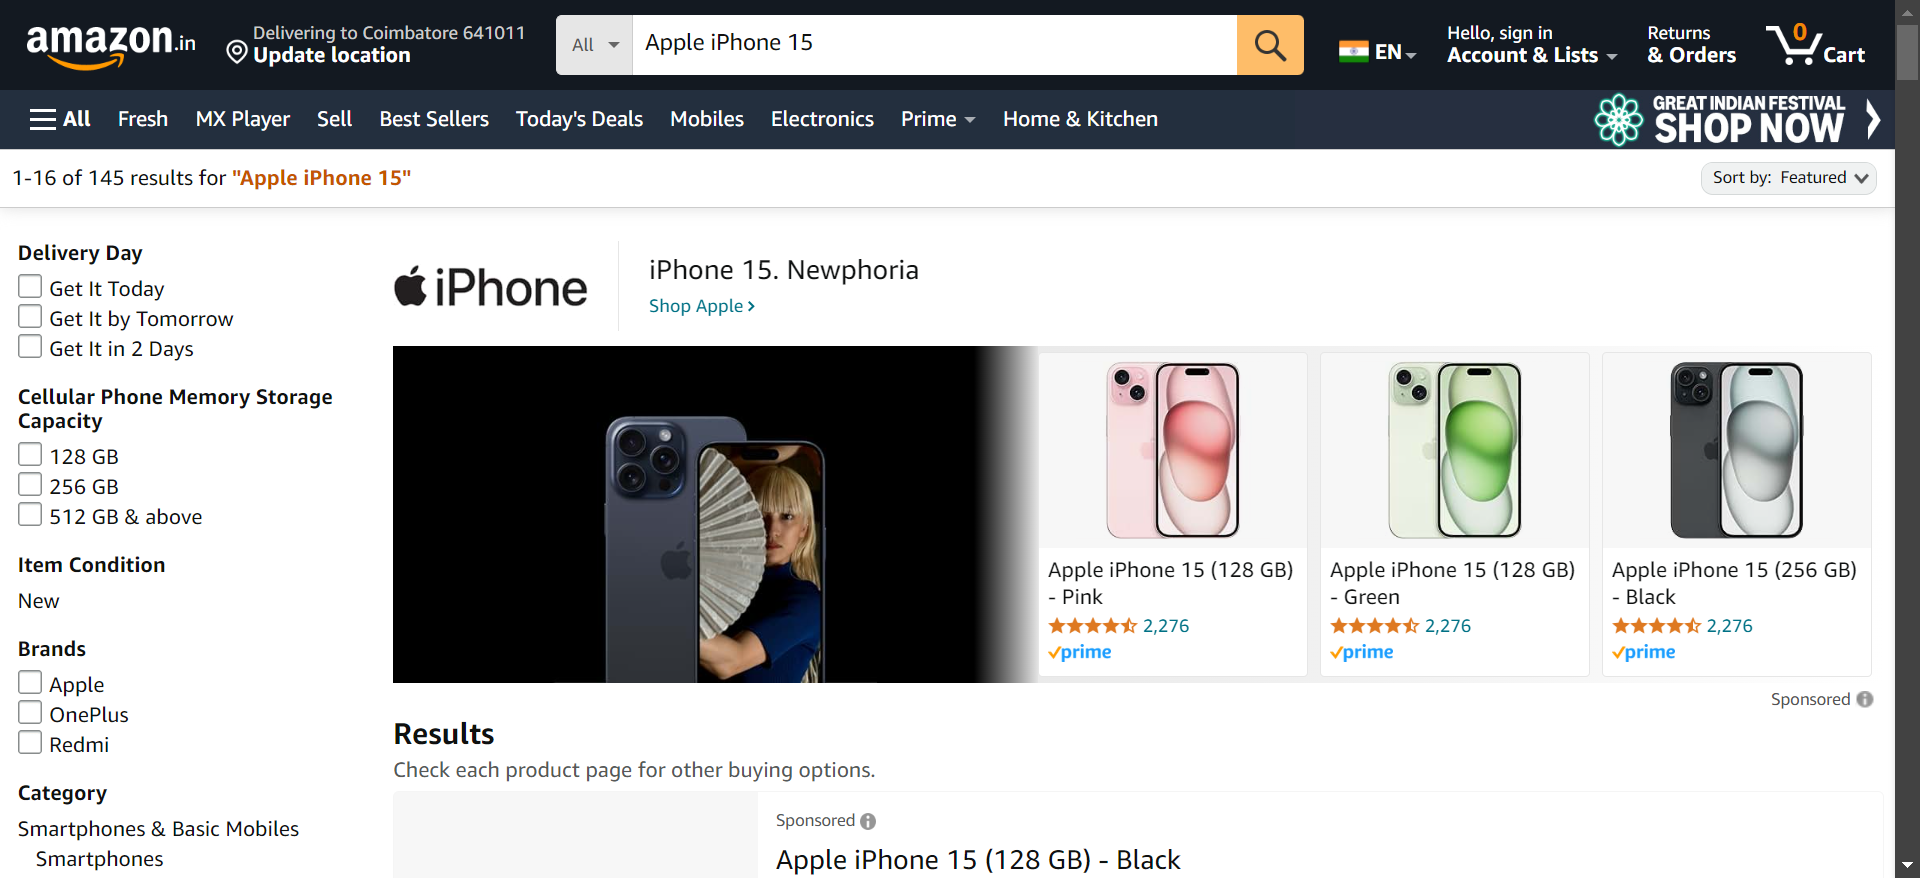 amazon.in
Delivering to Coimbatore 641011
Update location
All
Apple iPhone 15
EN
Hello, sign in
Account & Lists
Returns
& Orders
0
Cart
All
Fresh
MX Player
Sell
Best Sellers
Today's Deals
Mobiles
Electronics
Prime
Home & Kitchen
GREAT INDIAN FESTIVAL
SHOP NOW
1-16 of 145 results for "Apple iPhone 15"
Sort by: Featured
Delivery Day
Get It Today
Get It by Tomorrow
Get It in 2 Days
Cellular Phone Memory Storage
Capacity
128 GB
256 GB
512 GB & above
Item Condition
New
Brands
Apple
OnePlus
Redmi
Category
Smartphones & Basic Mobiles
Smartphones
iPhone
iPhone 15. Newphoria
Shop Apple
Apple iPhone 15 (128 GB)
- Pink
2,276
prime
Apple iPhone 15 (128 GB)
- Green
2,276
prime
Apple iPhone 15 (256 GB)
- Black
2,276
prime
Sponsored
Results
Check each product page for other buying options.
Sponsored
Apple iPhone 15 (128 GB) - Black